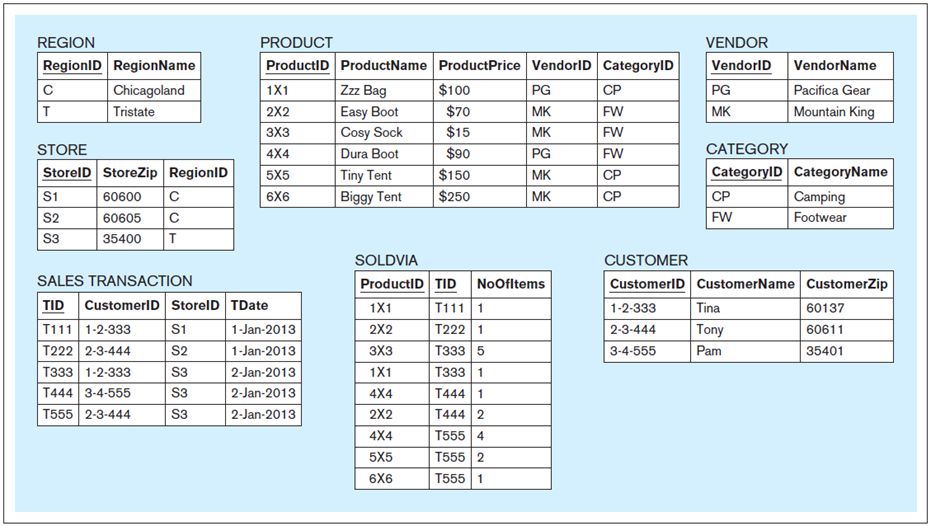 REGION
RegionID RegionName
C Chicagoland
T Tristate
PRODUCT
ProductID ProductName ProductPrice VendorID CategoryID
1X1 Zzz Bag $100 PG CP
2X2 Easy Boot $70 MK FW
3X3 Cosy Sock $15 MK FW
4X4 Dura Boot $90 PG FW
5X5 Tiny Tent $150 MK CP
6X6 Biggy Tent $250 MK CP
VENDOR
VendorID VendorName
PG Pacifica Gear
MK Mountain King
STORE
StoreID StoreZip RegionID
S1 60600 C
S2 60605 C
S3 35400 T
CATEGORY
CategoryID CategoryName
CP Camping
FW Footwear
SALES TRANSACTION
TID CustomerID StoreID TDate
T111 1-2-333 S1 1-Jan-2013
T222 2-3-444 S2 1-Jan-2013
T333 1-2-333 S3 2-Jan-2013
T444 3-4-555 S3 2-Jan-2013
T555 2-3-444 S3 2-Jan-2013
SOLDVIA
ProductID TID NoOfItems
1X1 T111 1
2X2 T222 1
3X3 T333 5
1X1 T333 1
4X4 T444 1
2X2 T444 2
4X4 T555 4
5X5 T555 2
6X6 T555 1
CUSTOMER
CustomerID CustomerName CustomerZip
1-2-333 Tina 60137
2-3-444 Tony 60611
3-4-555 Pam 35401